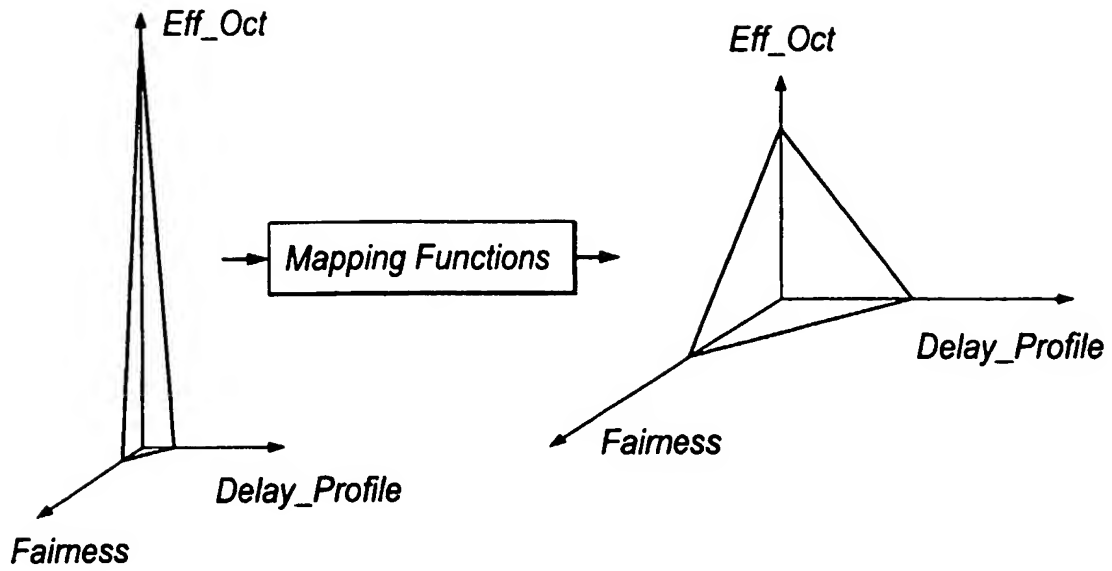 Eff_Oct
Eff_Oct
Mapping Functions
Delay_Profile
Fairness
Delay_Profile
Fairness